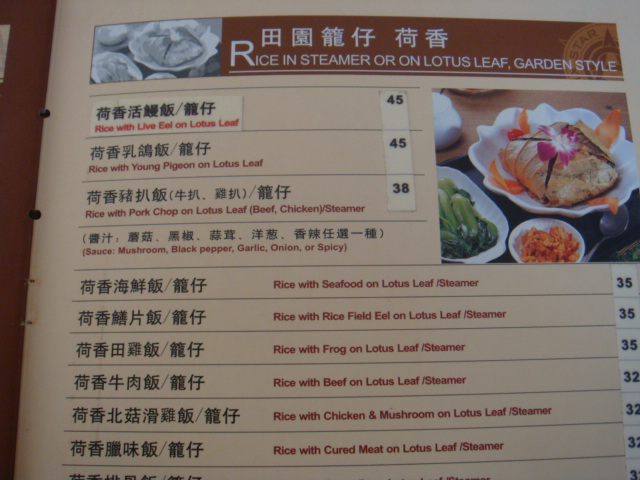 田園籠仔 荷香
RICE IN STEAMER OR ON LOTUS LEAF, GARDEN STYLE
荷香活鰻飯/籠仔 45
Rice with Live Eel on Lotus Leaf
荷香乳鴿飯/籠仔 45
Rice with Young Pigeon on Lotus Leaf
荷香豬扒飯(牛扒、雞扒)/籠仔 38
Rice with Pork Chop on Lotus Leaf (Beef, Chicken)/Steamer
(醬汁: 蘑菇、黑椒、蒜茸、洋葱、香辣任選一種)
(Sauce: Mushroom, Black pepper, Garlic, Onion, or Spicy)
荷香海鮮飯/籠仔 Rice with Seafood on Lotus Leaf /Steamer 35
荷香鱔片飯/籠仔 Rice with Rice Field Eel on Lotus Leaf /Steamer 35
荷香田雞飯/籠仔 Rice with Frog on Lotus Leaf /Steamer 35
荷香牛肉飯/籠仔 Rice with Beef on Lotus Leaf /Steamer 32
荷香北菇滑雞飯/籠仔 Rice with Chicken & Mushroom on Lotus Leaf /Steamer 32
荷香臘味飯/籠仔 Rice with Cured Meat on Lotus Leaf /Steamer 32